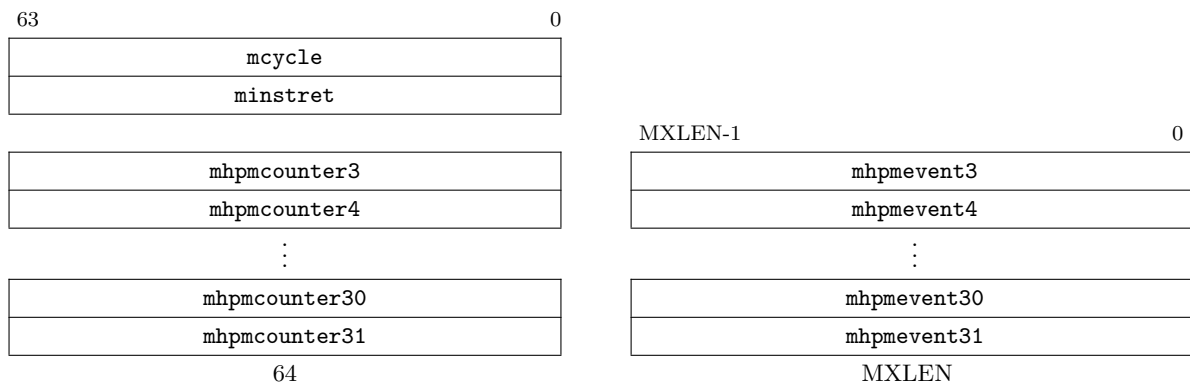 63 0
mcycle
minstret
MXLEN-1 0
mhpmcounter3 mhpmevent3
mhpmcounter4 mhpmevent4
⋮ ⋮
mhpmcounter30 mhpmevent30
mhpmcounter31 mhpmevent31
64 MXLEN